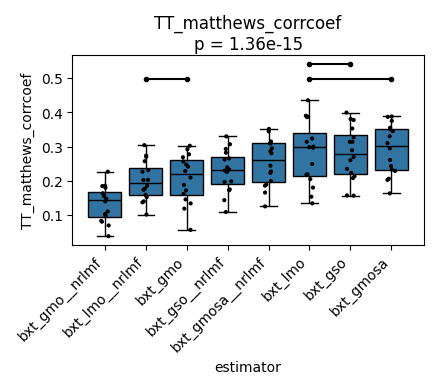 TT_matthews_corrcoef
p = 1.36e-15
TT_matthews_corrcoef
0.5
0.4
0.3
0.2
0.1
bxt_gmo__nrlmf
bxt_lmo__nrlmf
bxt_gmo
bxt_gso__nrlmf
bxt_gmosa__nrlmf
bxt_lmo
bxt_gso
bxt_gmosa
estimator